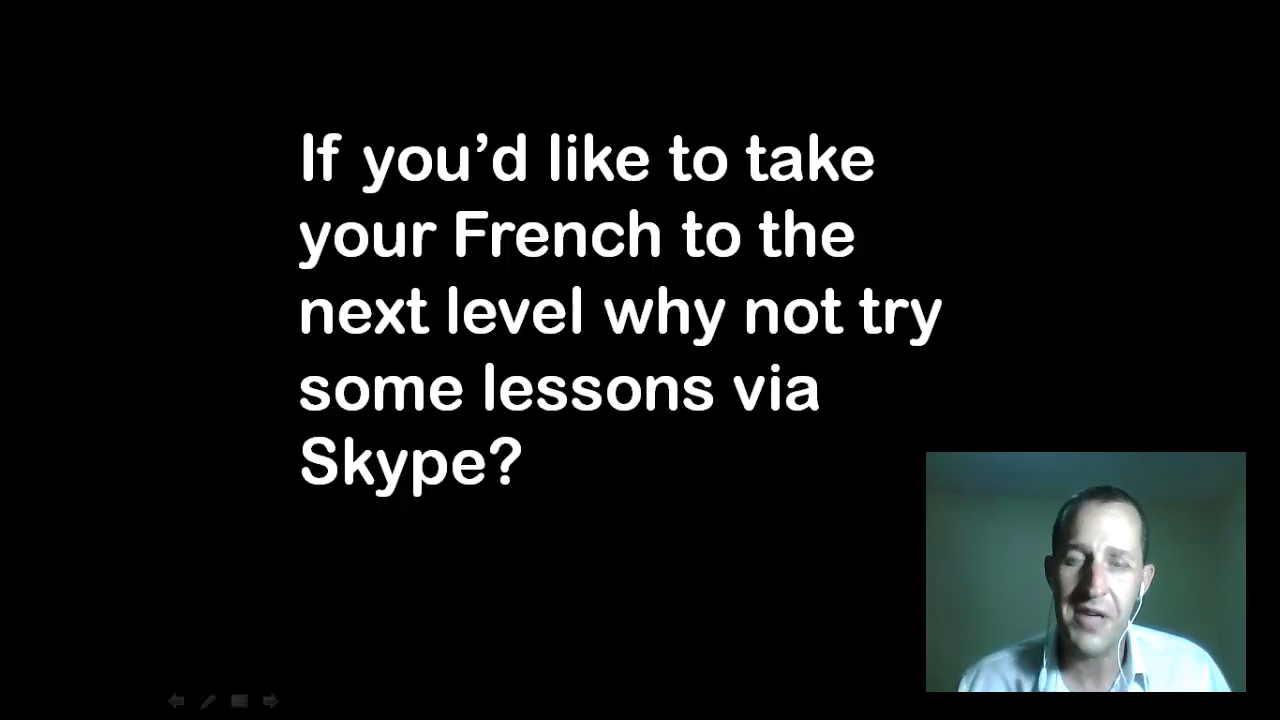 If you’d like to take
your French to the
next level why not try
some lessons via
Skype?